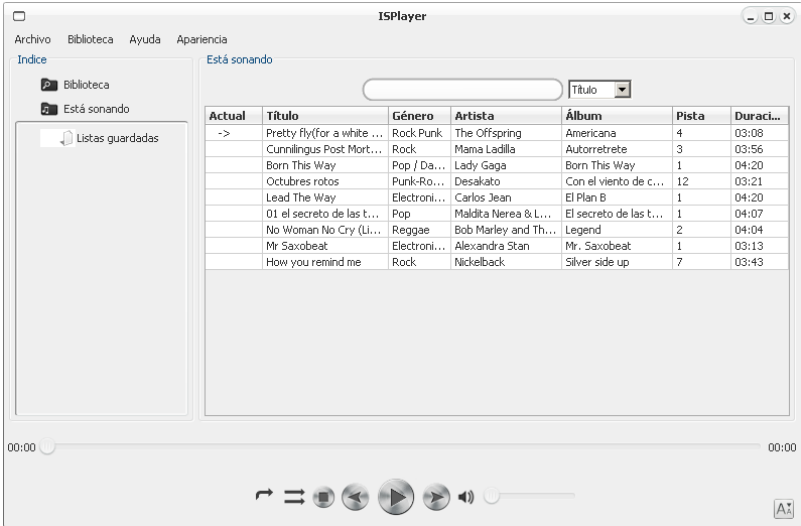 ISPlayer
Archivo Biblioteca Ayuda Apariencia
Indice
Biblioteca
Está sonando
Listas guardadas
Está sonando
Título
Actual Título Género Artista Álbum Pista Duraci...
-> Pretty fly(for a white ... Rock Punk The Offspring Americana 4 03:08
Cunnilingus Post Mort... Rock Mama Ladilla Autorretrete 3 03:56
Born This Way Pop / Da... Lady Gaga Born This Way 1 04:20
Octubres rotos Punk-Ro... Desakato Con el viento de c... 12 03:21
Lead The Way Electroni... Carlos Jean El Plan B 1 04:20
01 el secreto de las t... Pop Maldita Nerea & L... El secreto de las t... 1 04:07
No Woman No Cry (Li... Reggae Bob Marley and Th... Legend 2 04:04
Mr Saxobeat Electroni... Alexandra Stan Mr. Saxobeat 1 03:13
How you remind me Rock Nickelback Silver side up 7 03:43
00:00 00:00